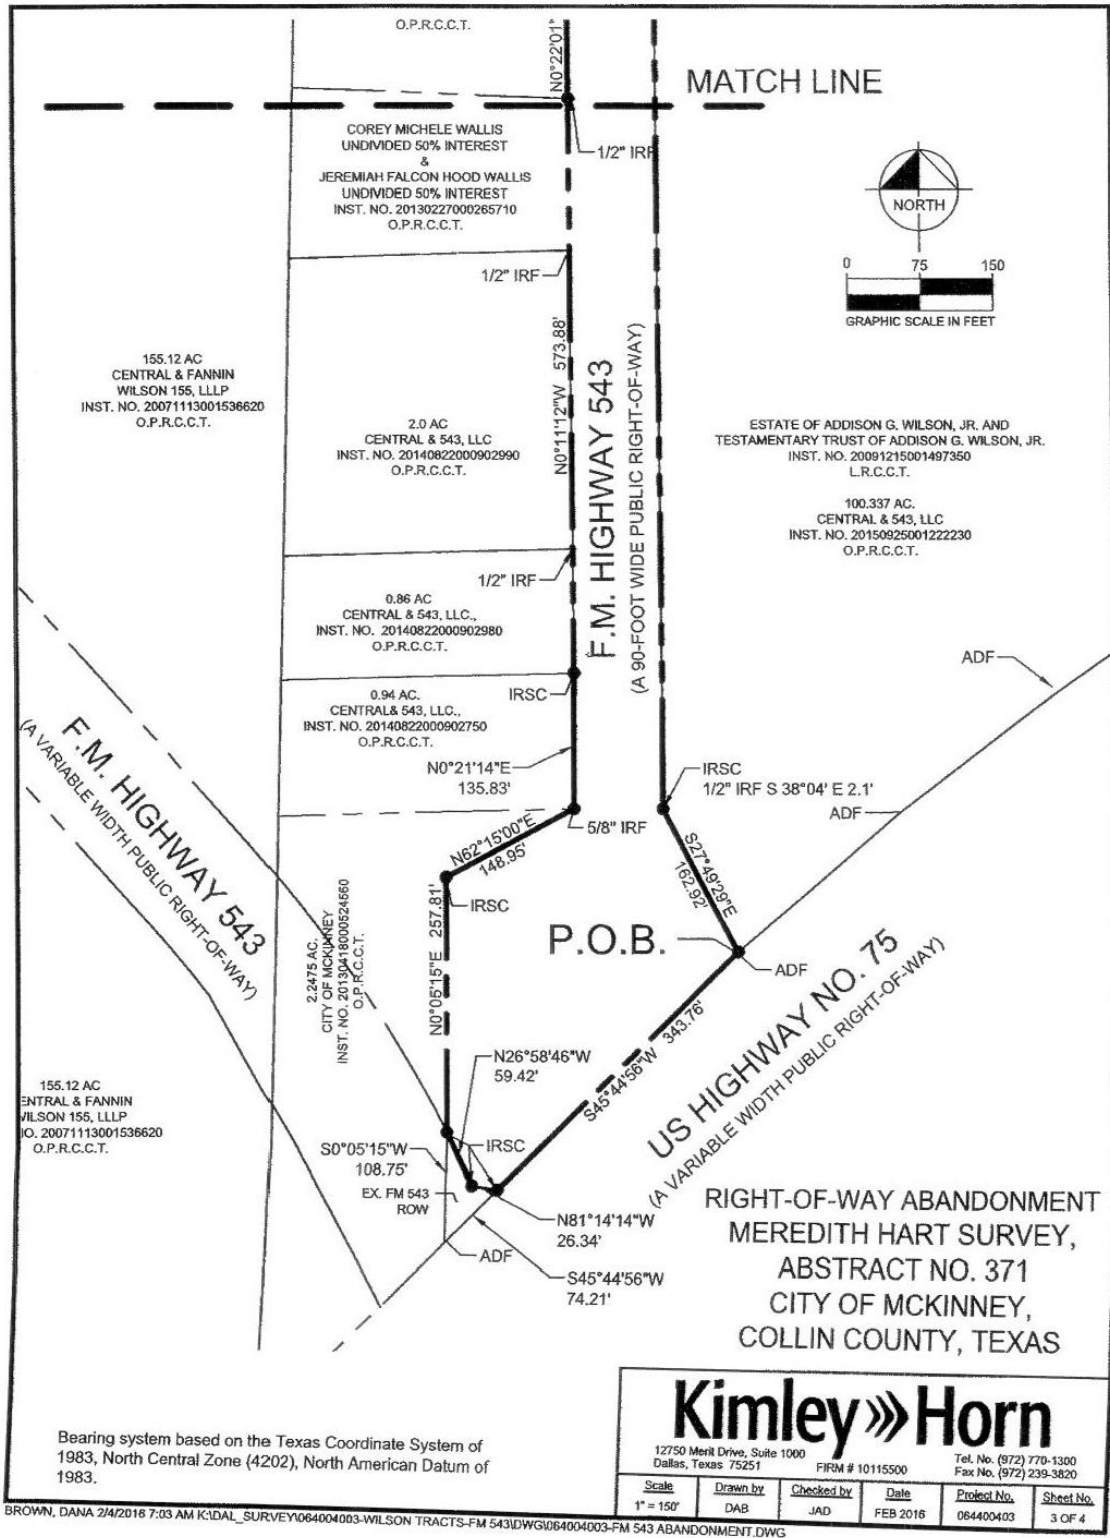 O.P.R.C.C.T.
N0°22'01"
MATCH LINE
COREY MICHELE WALLIS
UNDIVIDED 50% INTEREST
&
JEREMIAH FALCON HOOD WALLIS
UNDIVIDED 50% INTEREST
INST. NO. 20130227000265710
O.P.R.C.C.T.
1/2" IRF
NORTH
0 75 150
GRAPHIC SCALE IN FEET
1/2" IRF
155.12 AC
CENTRAL & FANNIN
WILSON 155, LLLP
INST. NO. 20071113001536620
O.P.R.C.C.T.
2.0 AC
CENTRAL & 543, LLC
INST. NO. 20140822000902990
O.P.R.C.C.T.
N0°11'12"W 573.88'
F.M. HIGHWAY 543
(A 90-FOOT WIDE PUBLIC RIGHT-OF-WAY)
ESTATE OF ADDISON G. WILSON, JR. AND
TESTAMENTARY TRUST OF ADDISON G. WILSON, JR.
INST. NO. 20091215001497350
L.R.C.C.T.
100.337 AC.
CENTRAL & 543, LLC
INST. NO. 20150925001222230
O.P.R.C.C.T.
1/2" IRF
0.86 AC
CENTRAL & 543, LLC.,
INST. NO. 20140822000902980
O.P.R.C.C.T.
ADF
IRSC
0.94 AC.
CENTRAL& 543, LLC.,
INST. NO. 20140822000902750
O.P.R.C.C.T.
F.M. HIGHWAY 543
(A VARIABLE WIDTH PUBLIC RIGHT-OF-WAY)
N0°21'14"E
135.83'
IRSC
1/2" IRF S 38°04' E 2.1'
ADF
5/8" IRF
N62°15'00"E
148.95'
S27°49'29"E
162.92'
IRSC
N0°05'15"E 257.81'
P.O.B.
ADF
2.2475 AC.
CITY OF MCKINNEY
INST. NO. 20130418000524560
O.P.R.C.C.T.
US HIGHWAY NO. 75
(A VARIABLE WIDTH PUBLIC RIGHT-OF-WAY)
S45°44'56"W 343.76'
N26°58'46"W
59.42'
155.12 AC
ENTRAL & FANNIN
VILSON 155, LLLP
IO. 20071113001536620
O.P.R.C.C.T.
S0°05'15"W
108.75'
IRSC
EX. FM 543
ROW
N81°14'14"W
26.34'
ADF
S45°44'56"W
74.21'
RIGHT-OF-WAY ABANDONMENT
MEREDITH HART SURVEY,
ABSTRACT NO. 371
CITY OF MCKINNEY,
COLLIN COUNTY, TEXAS
Kimley»Horn
12750 Merit Drive, Suite 1000
Dallas, Texas 75251
FIRM # 10115500
Tel. No. (972) 770-1300
Fax No. (972) 239-3820
Scale Drawn by Checked by Date Project No. Sheet No.
1" = 150' DAB JAD FEB 2016 064400403 3 OF 4
Bearing system based on the Texas Coordinate System of
1983, North Central Zone (4202), North American Datum of
1983.
BROWN, DANA 2/4/2016 7:03 AM K:\DAL_SURVEY\064004003-WILSON TRACTS-FM 543\DWG\064004003-FM 543 ABANDONMENT.DWG